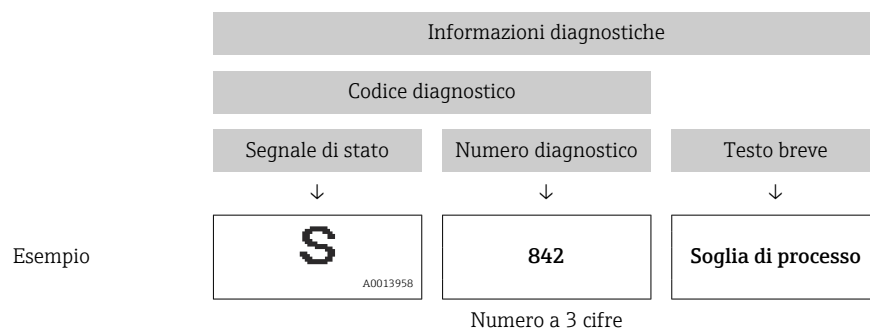 Informazioni diagnostiche
Codice diagnostico
Segnale di stato Numero diagnostico Testo breve
↓ ↓ ↓
Esempio S 842 Soglia di processo
A0013958
Numero a 3 cifre